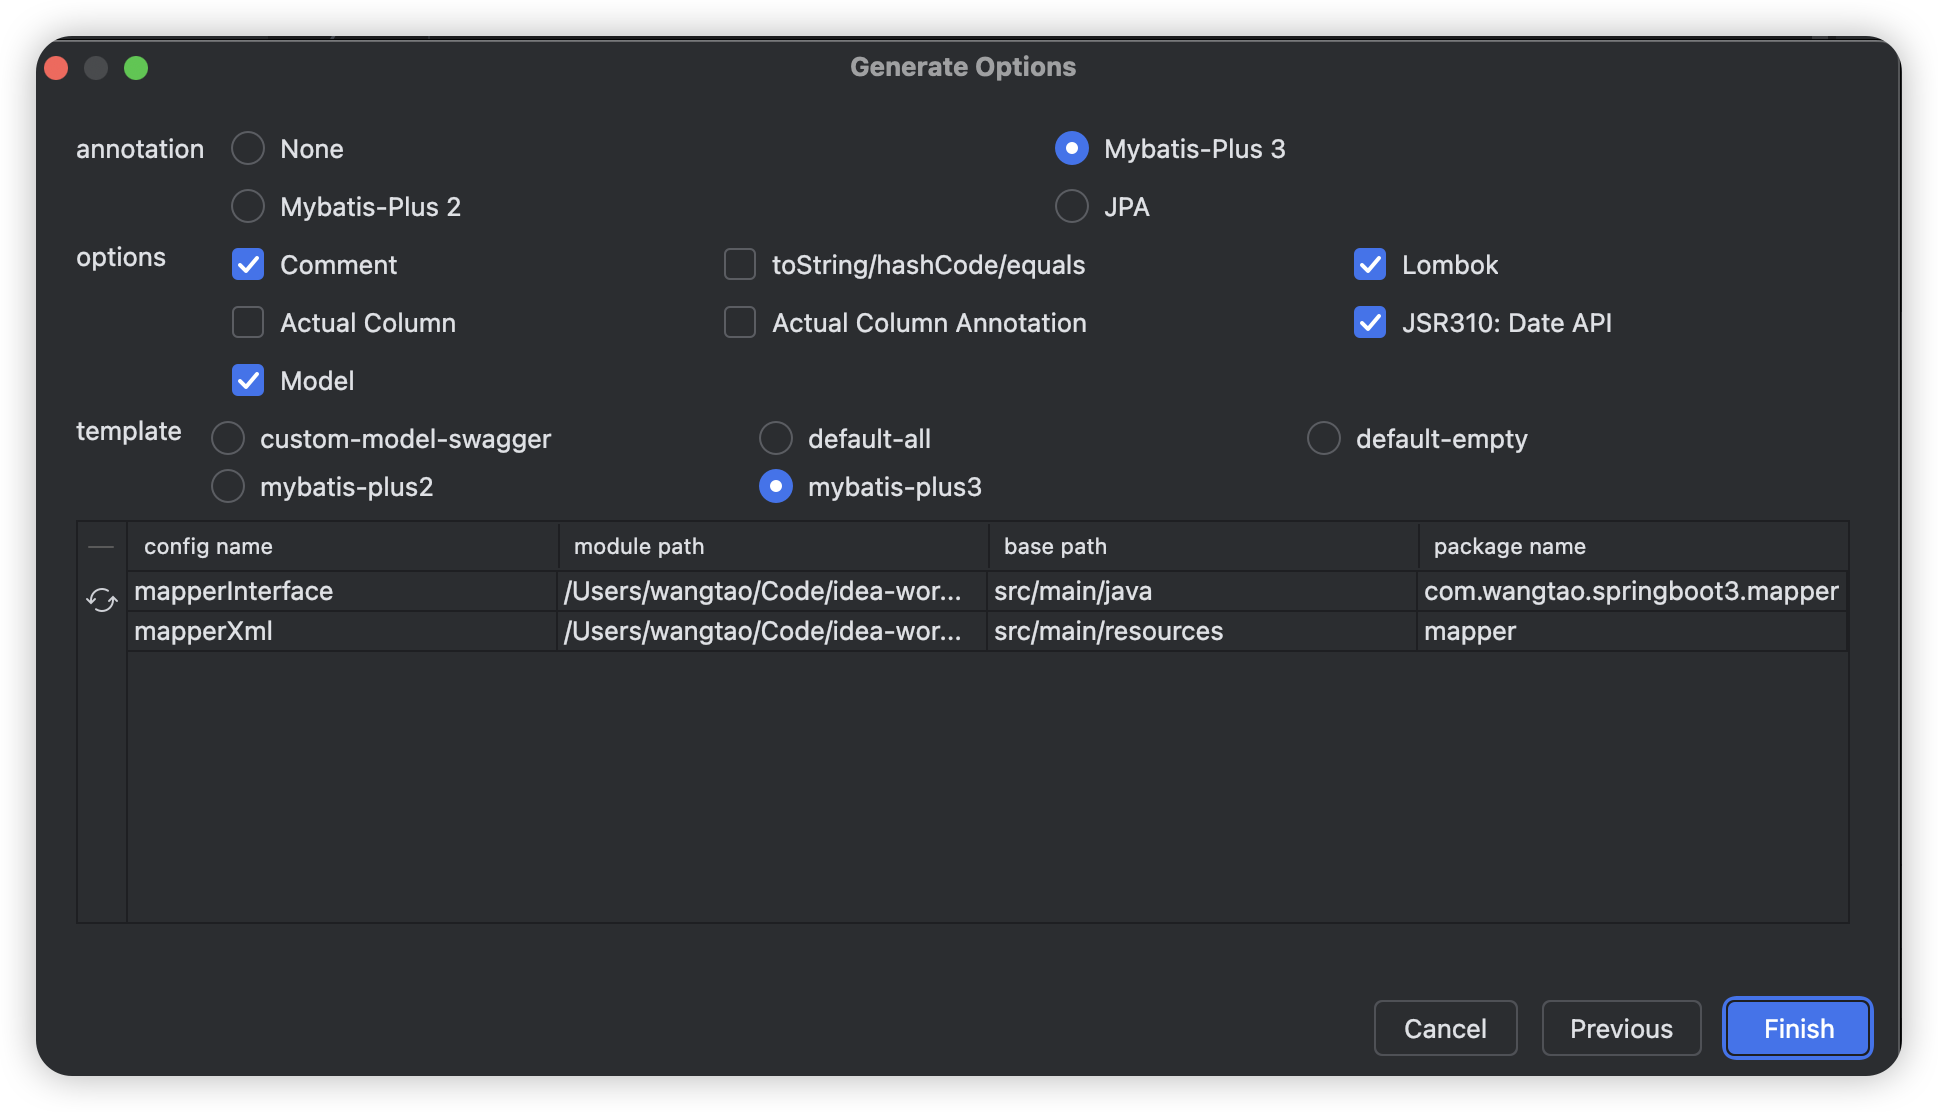 Generate Options
annotation None Mybatis-Plus 3
Mybatis-Plus 2 JPA
options Comment toString/hashCode/equals Lombok
Actual Column Actual Column Annotation JSR310: Date API
Model
template custom-model-swagger default-all default-empty
mybatis-plus2 mybatis-plus3
config name module path base path package name
mapperInterface /Users/wangtao/Code/idea-wor... src/main/java com.wangtao.springboot3.mapper
mapperXml /Users/wangtao/Code/idea-wor... src/main/resources mapper
Cancel Previous Finish